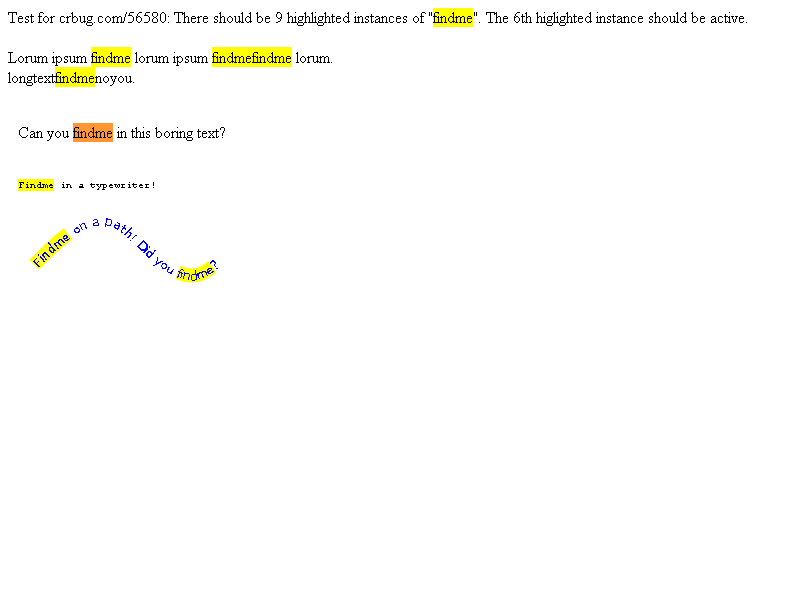 Test for crbug.com/56580: There should be 9 highlighted instances of "findme". The 6th higlighted instance should be active.
Lorum ipsum findme lorum ipsum findmefindme lorum.
longtextfindmenoyou.
Can you findme in this boring text?
Findme in a typewriter!
Findme on a path! Did you findme?